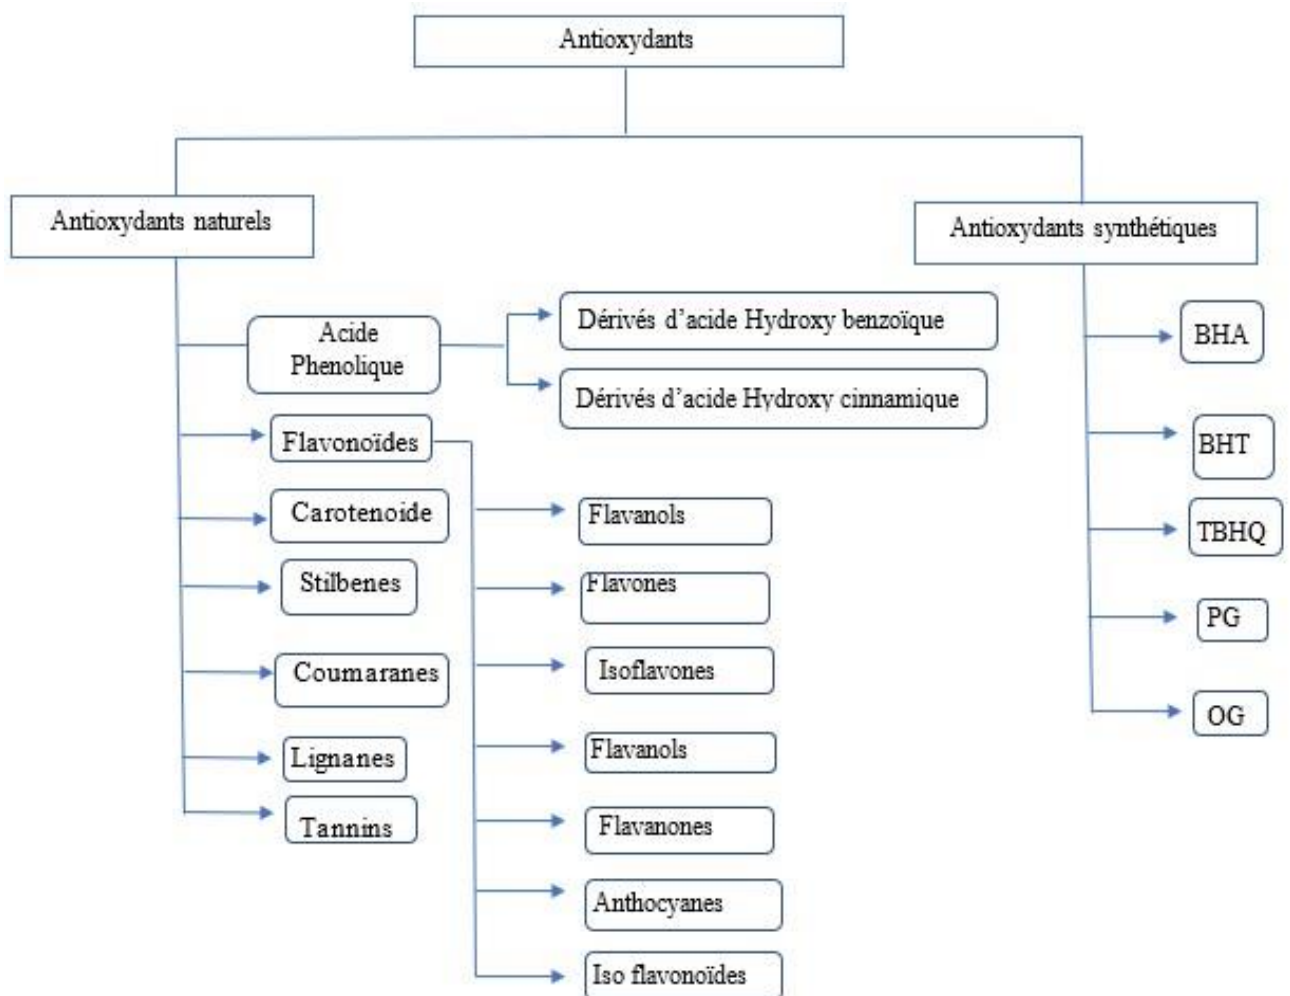 Antioxydants
Antioxydants naturels
Antioxydants synthétiques
Acide
Phenolique
Dérivés d’acide Hydroxy benzoïque
Dérivés d’acide Hydroxy cinnamique
Flavonoïdes
Carotenoide
Stilbenes
Coumaranes
Lignanes
Tannins
Flavanols
Flavones
Isoflavones
Flavanols
Flavanones
Anthocyanes
Iso flavonoïdes
BHA
BHT
TBHQ
PG
OG